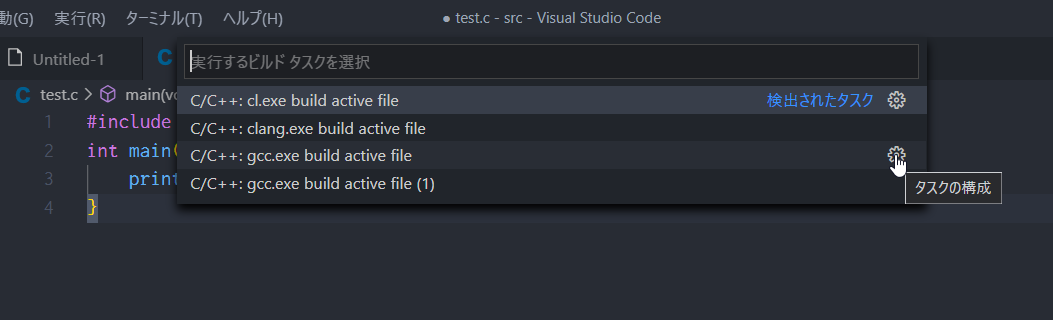 動(G) 実行(R) ターミナル(T) ヘルプ(H) ● test.c - src - Visual Studio Code
Untitled-1 C
実行するビルド タスクを選択
C test.c > main(vo
C/C++: cl.exe build active file 検出されたタスク
1 #include
C/C++: clang.exe build active file
2 int main(
C/C++: gcc.exe build active file
3 print
C/C++: gcc.exe build active file (1)
タスクの構成
4 }